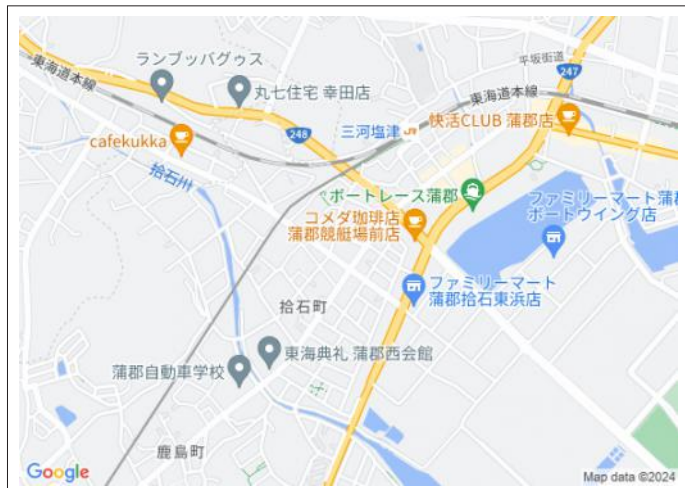 ランブッバグゥス
東海道本線
丸七住宅 幸田店
平坂街道
247
東海道本線
248
三河塩津
快活CLUB 蒲郡店
cafekukka
拾石川
ボートレース蒲郡
ファミリーマート蒲郡
ボートウイング店
コメダ珈琲店
蒲郡競艇場前店
ファミリーマート
蒲郡拾石東浜店
拾石町
東海典礼 蒲郡西会館
蒲郡自動車学校
鹿島町
Google
Map data ©2024